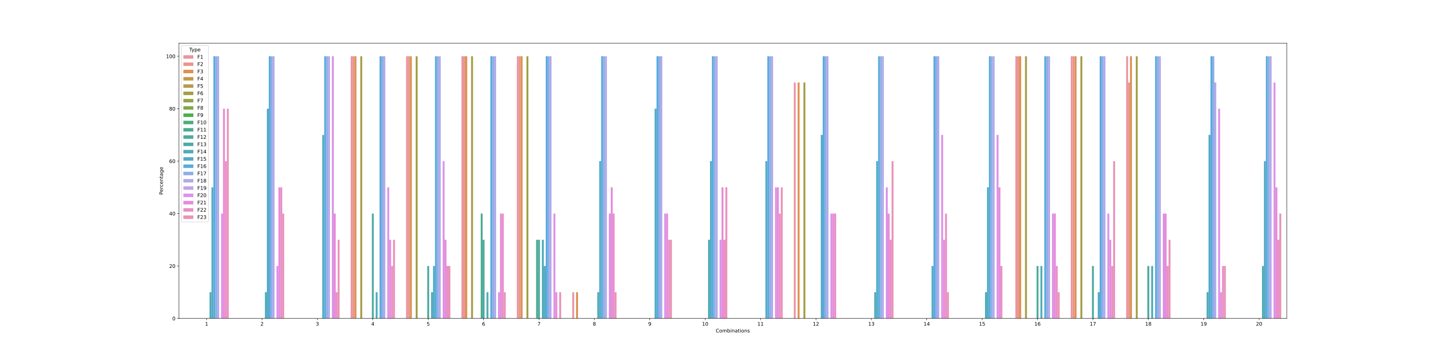 Type
F1
F2
F3
F4
F5
F6
F7
F8
F9
F10
F11
F12
F13
F14
F15
F16
F17
F18
F19
F20
F21
F22
F23
100
80
60
40
20
0
Percentage
1 2 3 4 5 6 7 8 9 10 11 12 13 14 15 16 17 18 19 20
Combinations